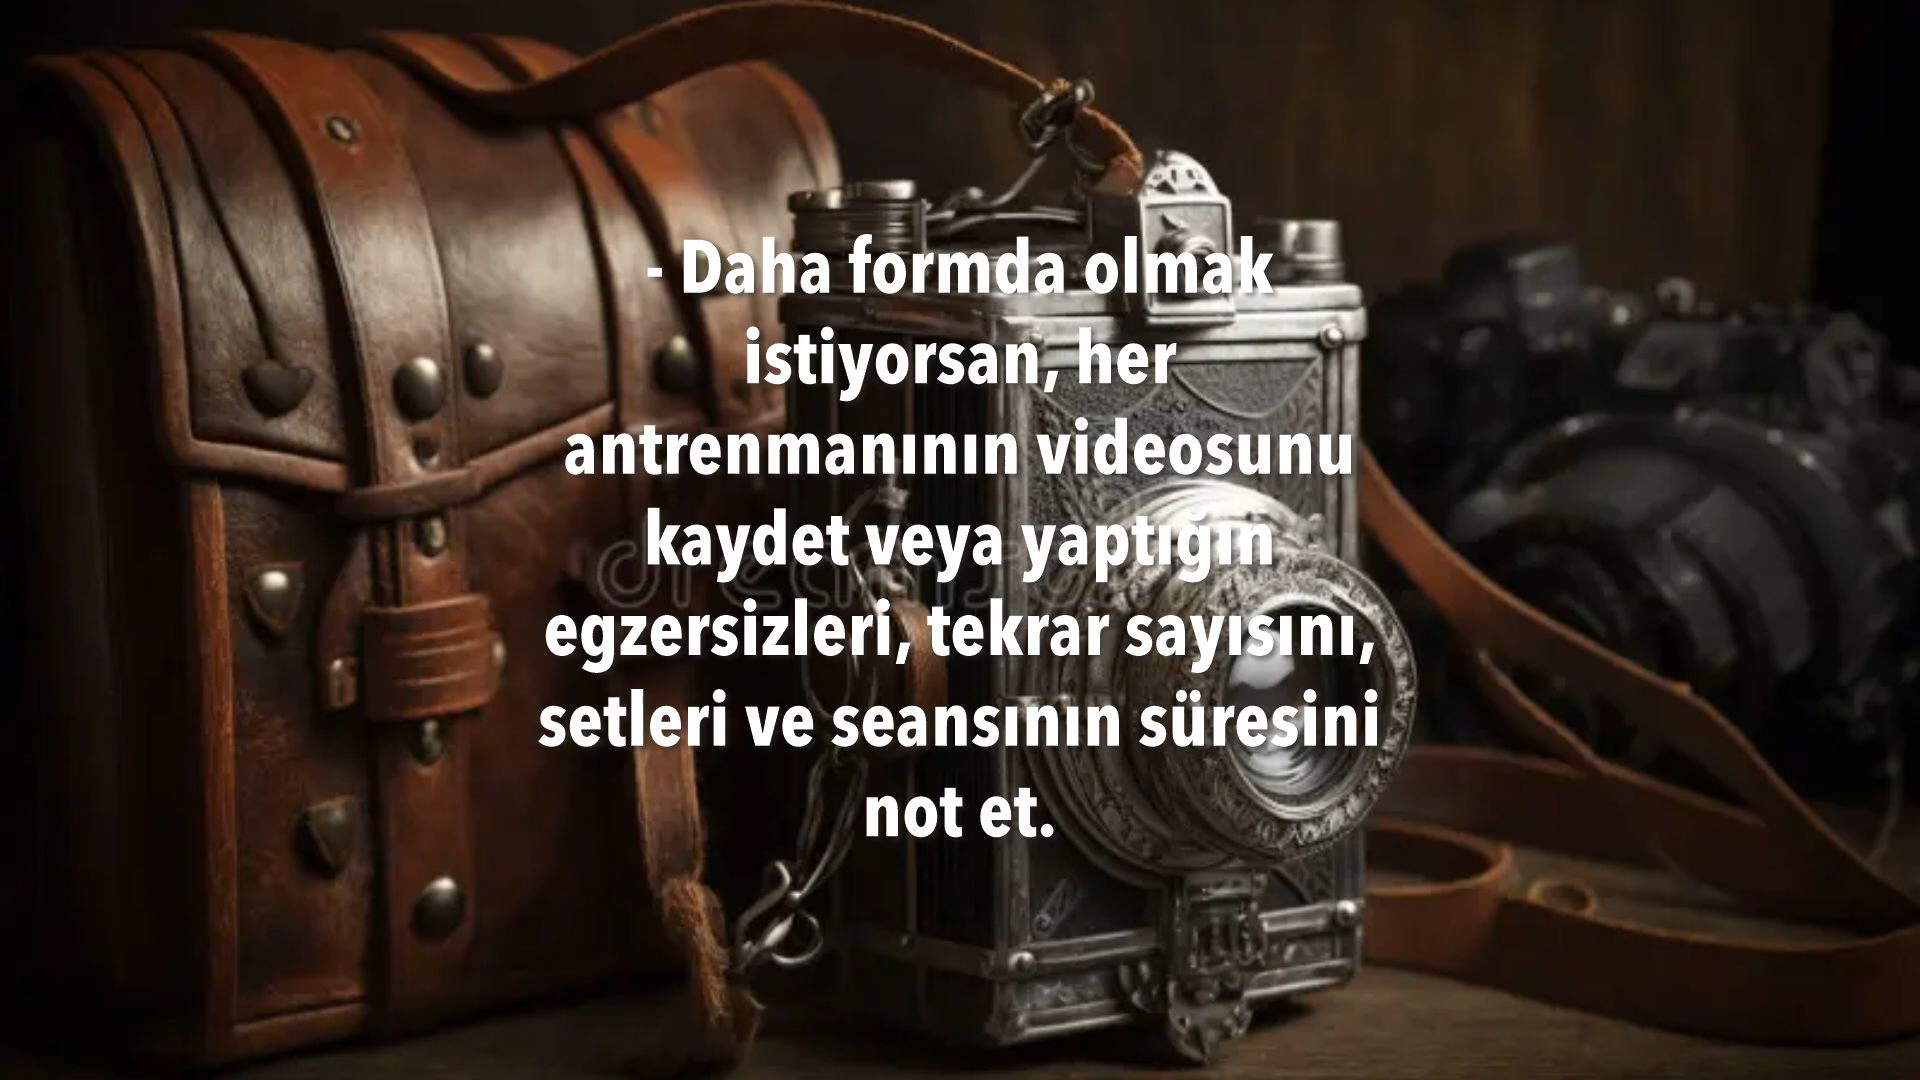 - Daha formda olmak
istiyorsan, her
antrenmanının videosunu
kaydet veya yaptığın
egzersizleri, tekrar sayısını,
setleri ve seansının süresini
not et.